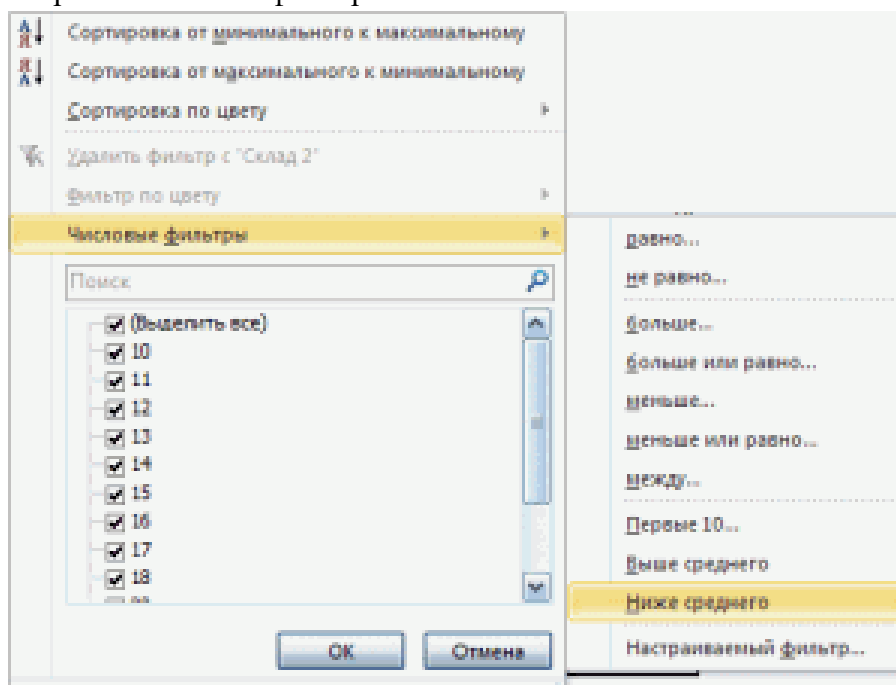 Сортировка от минимального к максимальному
Сортировка от максимального к минимальному
Сортировка по цвету
Удалить фильтр с "Склад 2"
Фильтр по цвету
Числовые фильтры
Поиск
(Выделить все)
10
11
12
13
14
15
16
17
18
ОК
Отмена
равно...
не равно...
больше...
больше или равно...
меньше...
меньше или равно...
между...
Первые 10...
Выше среднего
Ниже среднего
Настраиваемый фильтр...